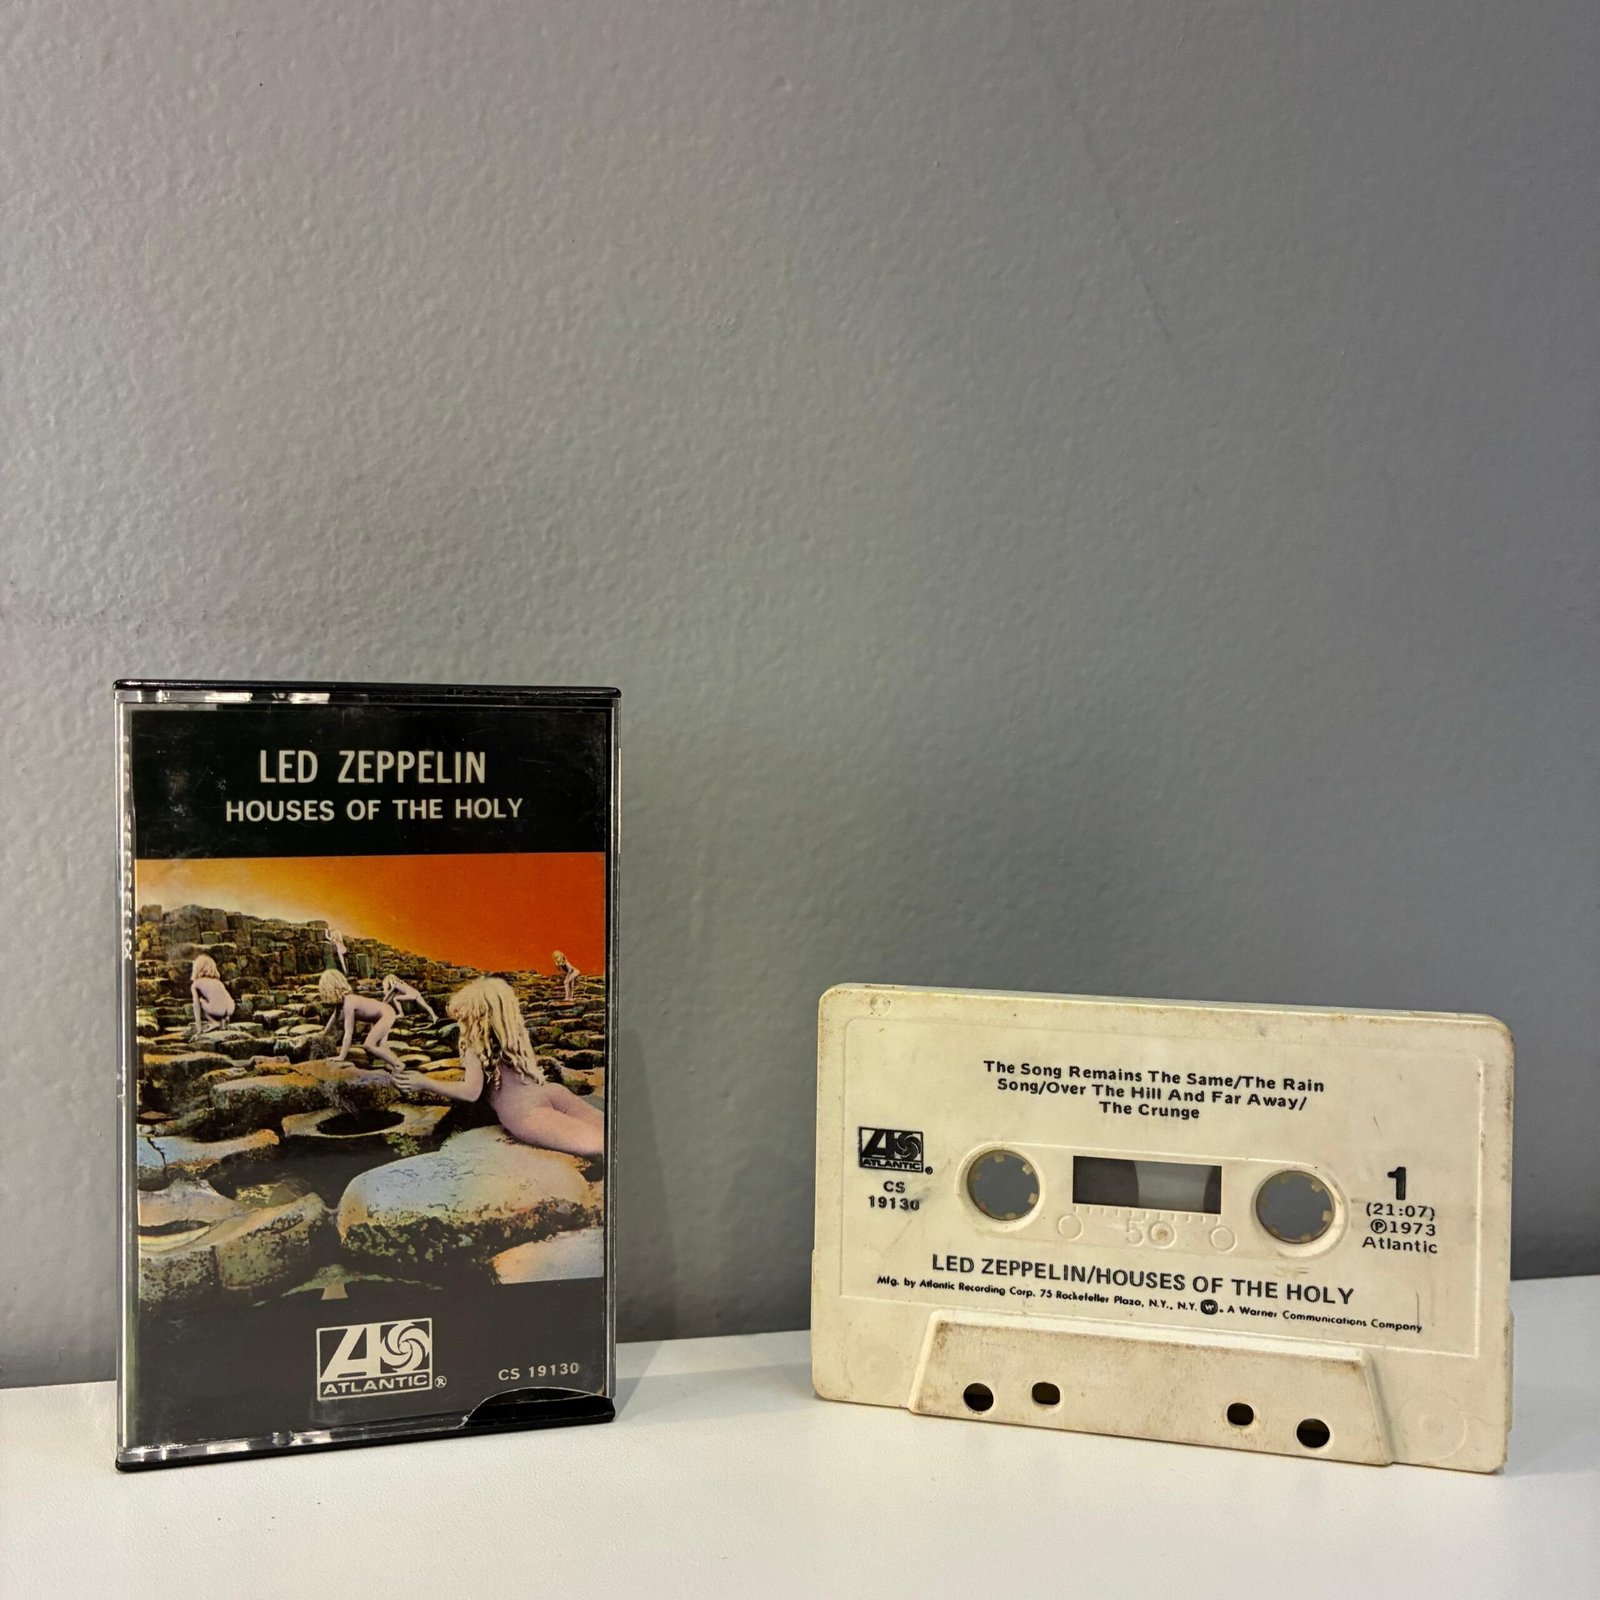 LED ZEPPELIN
HOUSES OF THE HOLY
ATLANTIC®
CS 19130
The Song Remains The Same/The Rain
Song/Over The Hill And Far Away/
The Crunge
ATLANTIC®
CS
19130
50
1
(21:07)
℗1973
Atlantic
LED ZEPPELIN/HOUSES OF THE HOLY
Mfg. by Atlantic Recording Corp. 75 Rockefeller Plaza, N.Y., N.Y. W. A Warner Communications Company